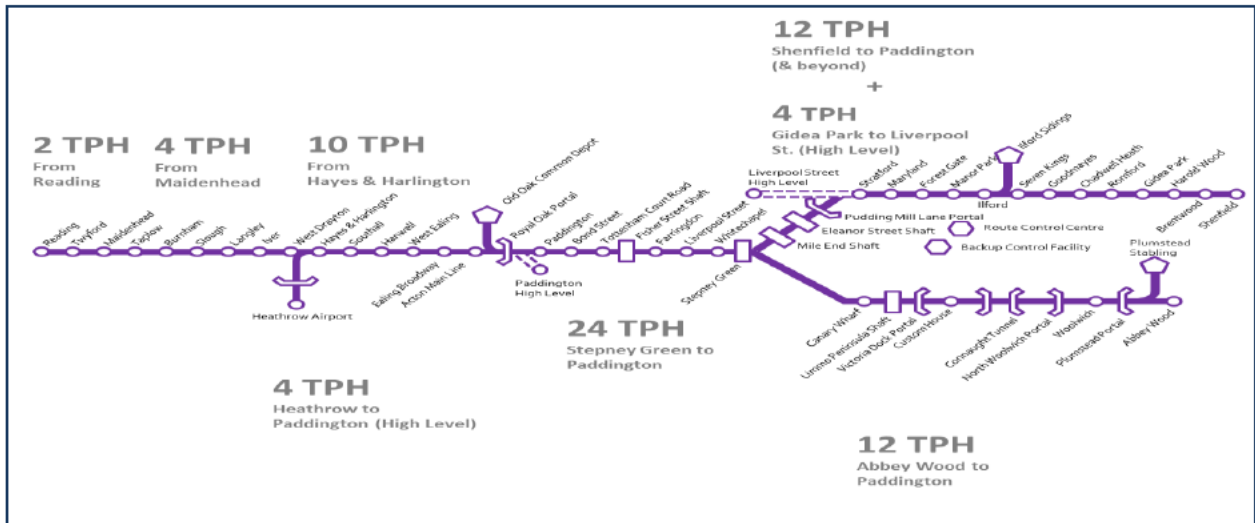 12 TPH
Shenfield to Paddington
(& beyond)
+
4 TPH
Gidea Park to Liverpool
St. (High Level)
2 TPH
From
Reading
4 TPH
From
Maidenhead
10 TPH
From
Hayes & Harlington
Reading
Twyford
Maidenhead
Taplow
Burnham
Slough
Langley
Iver
West Drayton
Hayes & Harlington
Southall
Hanwell
West Ealing
Ealing Broadway
Acton Main Line
Old Oak Common Depot
Royal Oak Portal
Paddington
Bond Street
Tottenham Court Road
Fisher Street Shaft
Farringdon
Liverpool Street
Whitechapel
Stepney Green
Liverpool Street
High Level
Stratford
Maryland
Forest Gate
Manor Park
Ilford
Ilford Sidings
Seven Kings
Goodmayes
Chadwell Heath
Romford
Gidea Park
Harold Wood
Brentwood
Shenfield
Pudding Mill Lane Portal
Eleanor Street Shaft
Mile End Shaft
Route Control Centre
Backup Control Facility
Plumstead
Stabling
Paddington
High Level
Heathrow Airport
Canary Wharf
Limmo Peninsula Shaft
Victoria Dock Portal
Custom House
Connaught Tunnel
North Woolwich Portal
Woolwich
Plumstead Portal
Abbey Wood
24 TPH
Stepney Green to
Paddington
4 TPH
Heathrow to
Paddington (High Level)
12 TPH
Abbey Wood to
Paddington